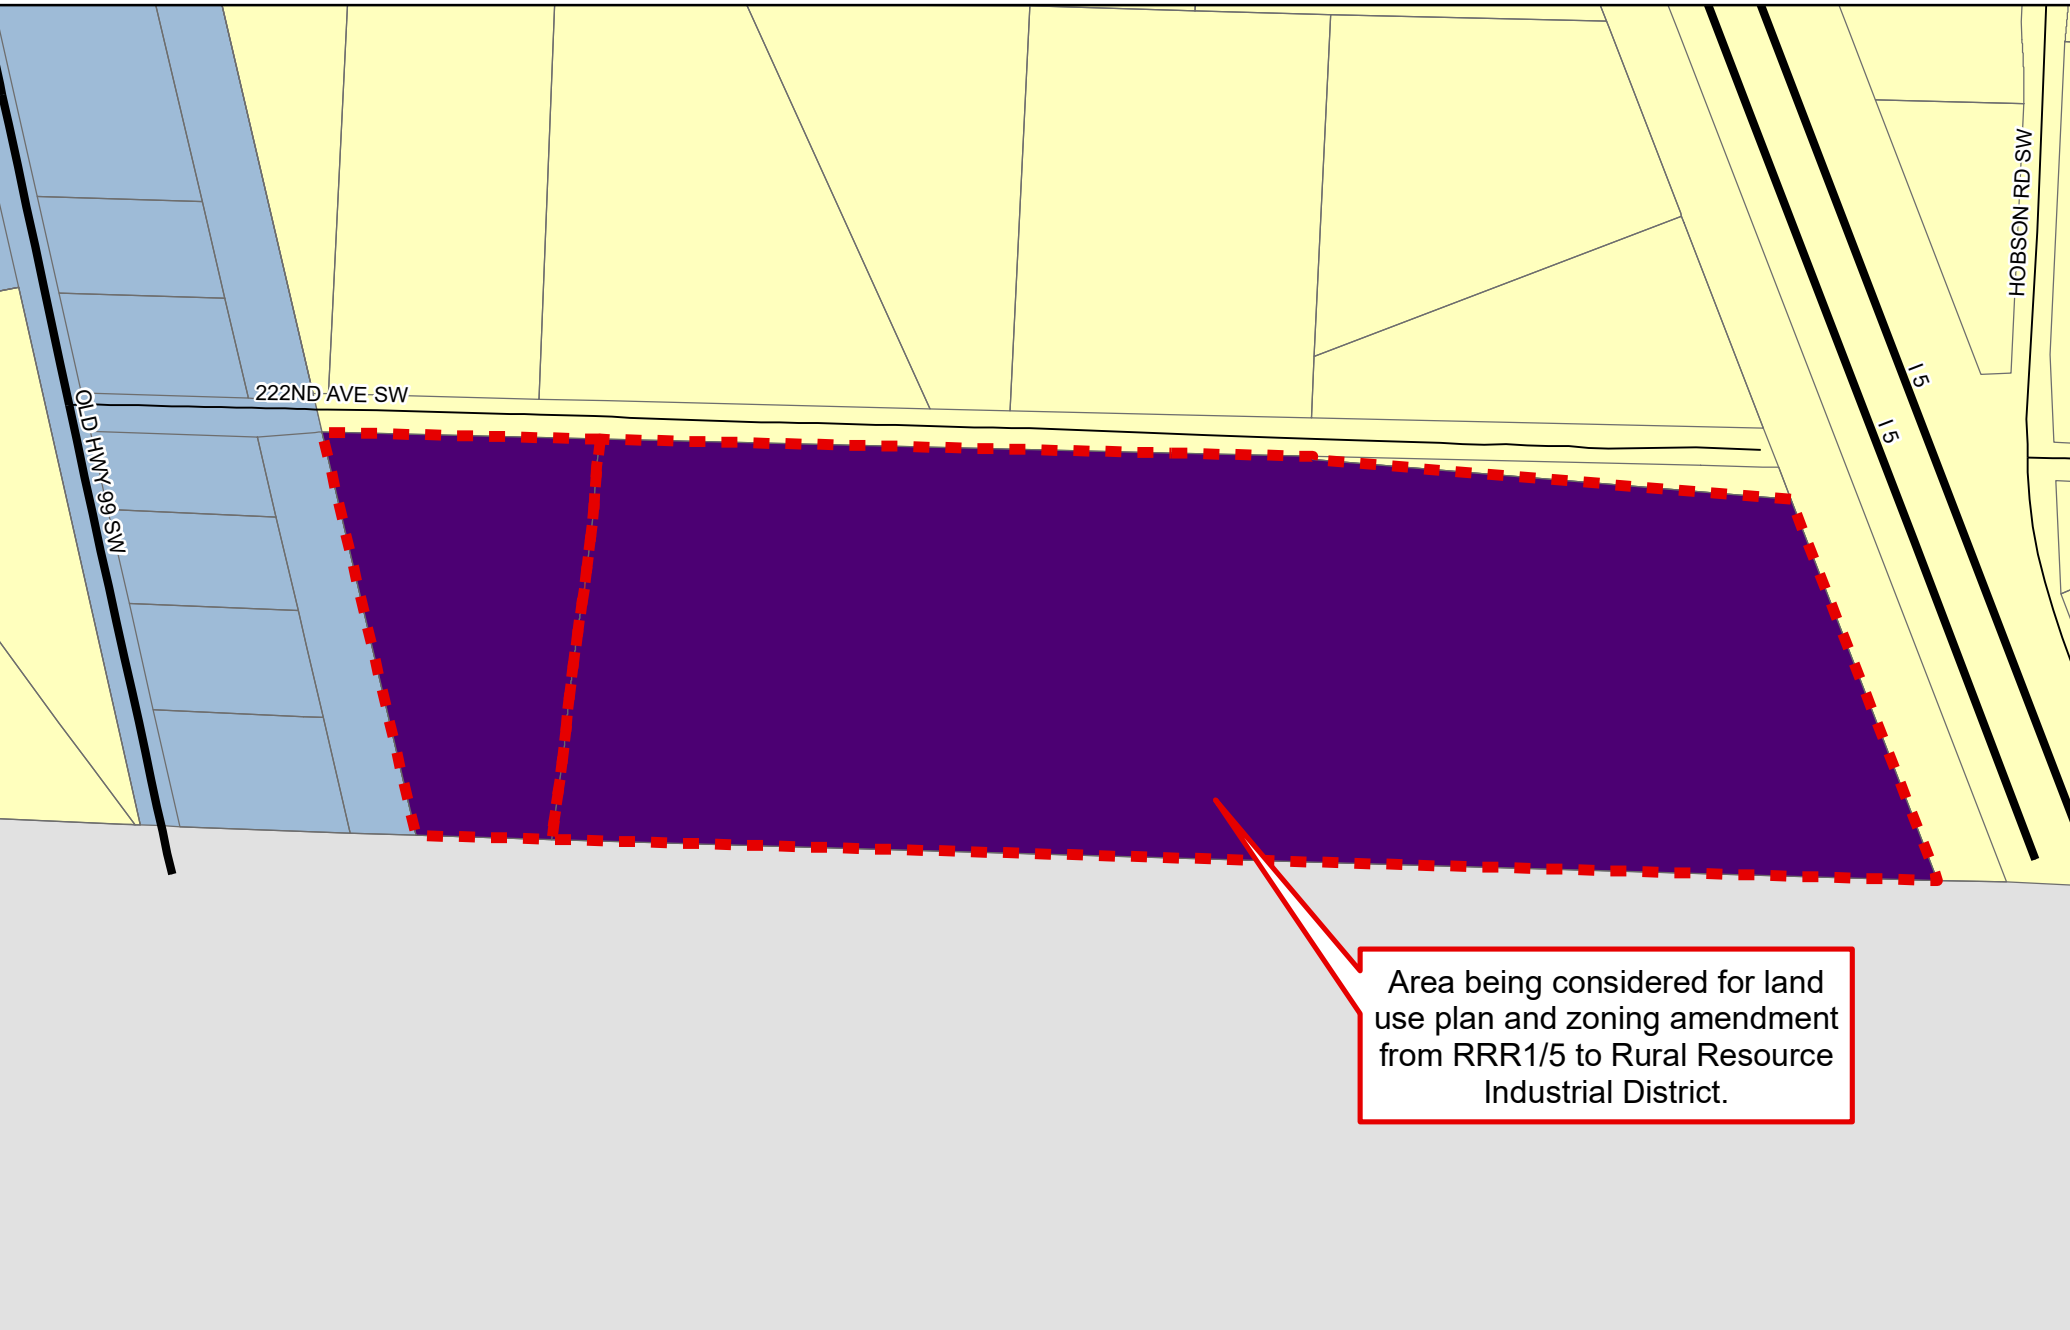 HOBSON RD SW
I 5
I 5
222ND AVE SW
OLD HWY 99 SW
Area being considered for land
use plan and zoning amendment
from RRR1/5 to Rural Resource
Industrial District.